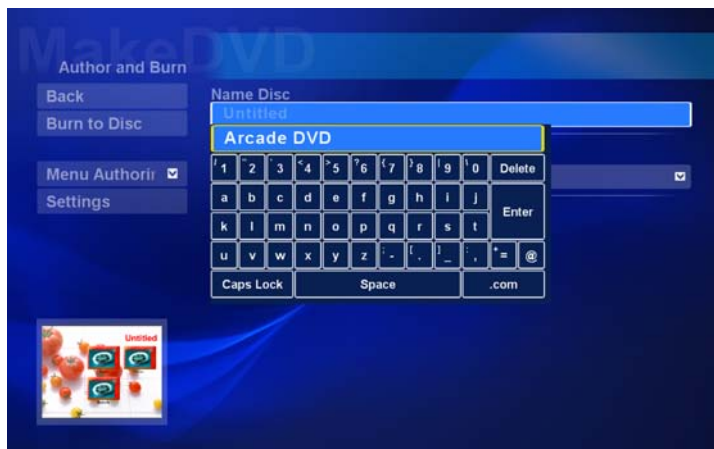 MakeDVD
Author and Burn
Back
Burn to Disc
Menu Authorin
Settings
Name Disc
Untitled
Arcade DVD
1 " 2 3 < 4 > 5 ? 6 { 7 } 8 | 9 \ 0 Delete
a b c d e f g h i j
Enter
k l m n o p q r s t
u v w x y z ; - [ . ] _ : , + = @
Caps Lock Space .com
Untitled